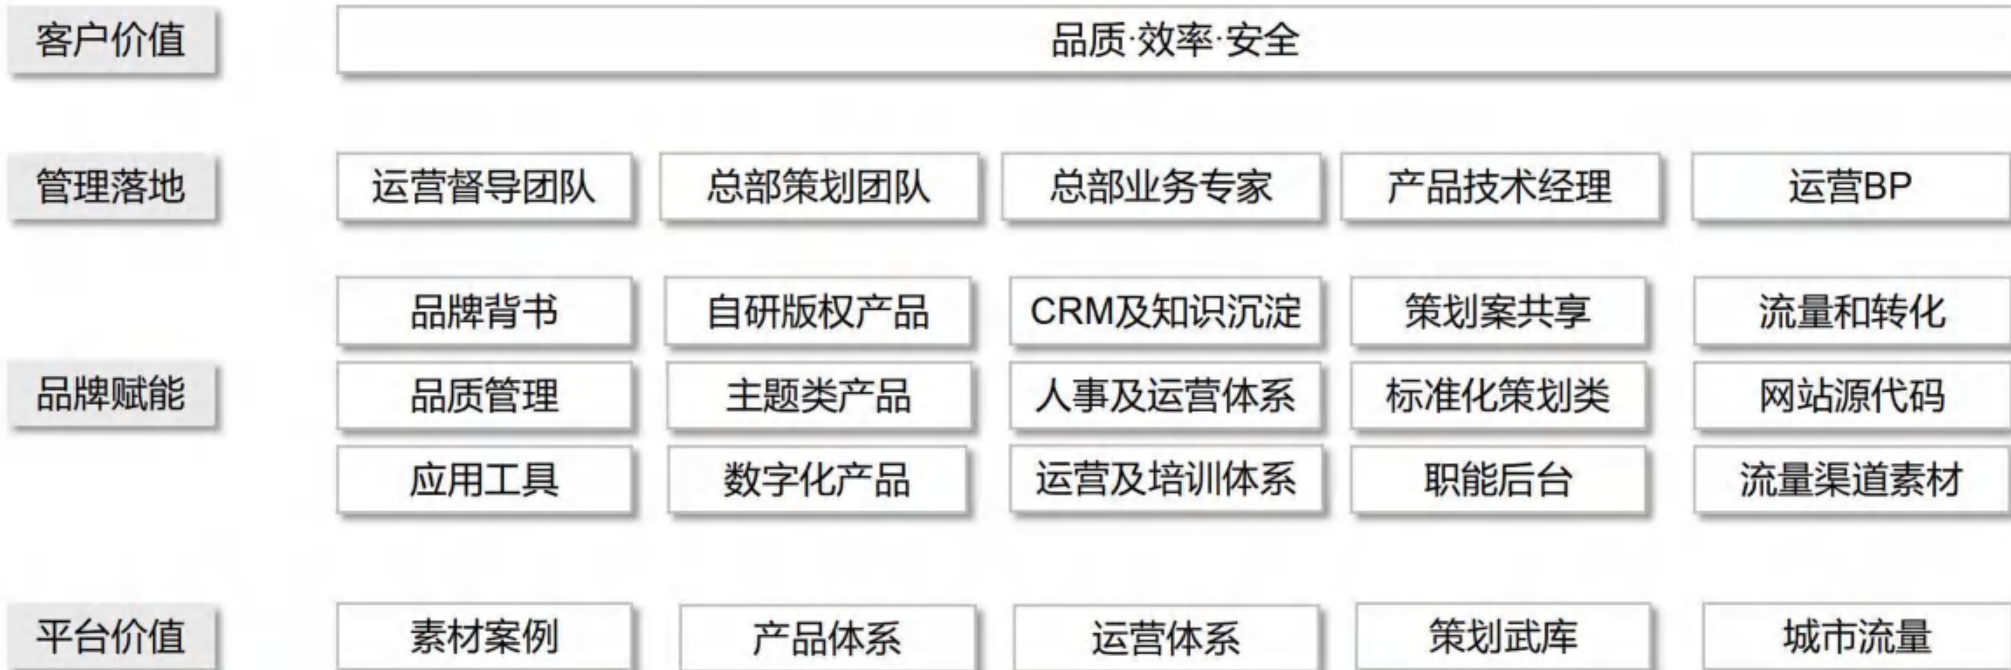 客户价值 品质·效率·安全
管理落地 运营督导团队 总部策划团队 总部业务专家 产品技术经理 运营BP
品牌背书 自研版权产品 CRM及知识沉淀 策划案共享 流量和转化
品牌赋能 品质管理 主题类产品 人事及运营体系 标准化策划类 网站源代码
应用工具 数字化产品 运营及培训体系 职能后台 流量渠道素材
平台价值 素材案例 产品体系 运营体系 策划武库 城市流量